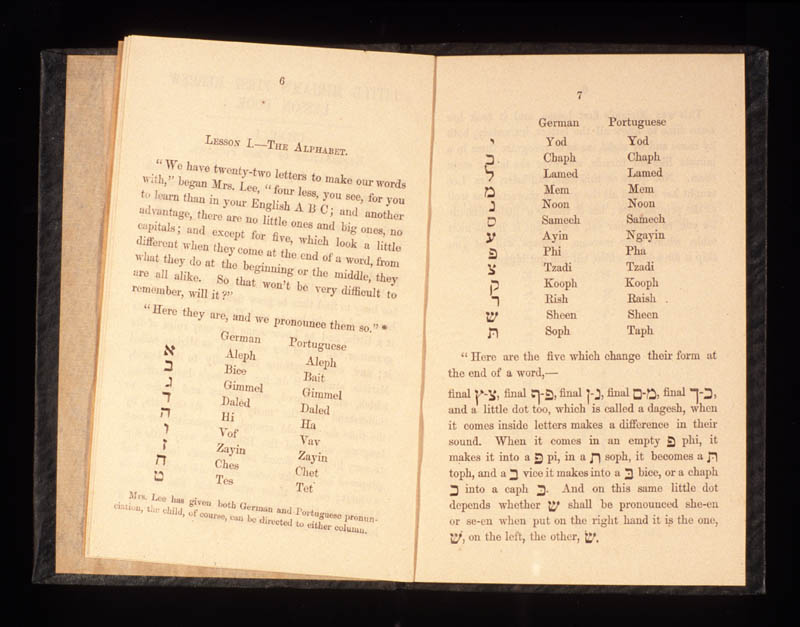 6
LESSON I.—THE ALPHABET.
"We have twenty-two letters to make our words
with," began Mrs. Lee, "four less, you see, for you
to learn than in your English A B C; and another
advantage, there are no little ones and big ones, no
capitals; and except for five, which look a little
different when they come at the end of a word, from
what they do at the beginning or the middle, they
are all alike. So that won't be very difficult to
remember, will it?"
"Here they are, and we pronounce them so."*
German Portuguese
א Aleph Aleph
ב Bice Bait
ג Gimmel Gimmel
ד Daled Daled
ה Hi Ha
ו Vof Vav
ז Zayin Zayin
ח Ches Chet
ט Tes Tet
Mrs. Lee has given both German and Portuguese pronun-
ciation, the child, of course, can be directed to either column.
7
German Portuguese
י Yod Yod
כ Chaph Chaph
ל Lamed Lamed
מ Mem Mem
נ Noon Noon
ס Samech Samech
ע Ayin Ngayin
פ Phi Pha
צ Tzadi Tzadi
ק Kooph Kooph
ר Rish Raish
ש Sheen Sheen
ת Soph Taph
"Here are the five which change their form at
the end of a word,—
final צ-ץ, final פ-ף, final נ-ן, final מ-ם, final כ-ך,
and a little dot too, which is called a dagesh, when
it comes inside letters makes a difference in their
sound. When it comes in an empty פ phi, it
makes it into a פּ pi, in a ת soph, it becomes a תּ
toph, and a ב vice it makes into a בּ bice, or a chaph
כ into a caph כּ. And on this same little dot
depends whether ש shall be pronounced she-en
or se-en when put on the right hand it is the one,
שׁ, on the left, the other, שׂ.